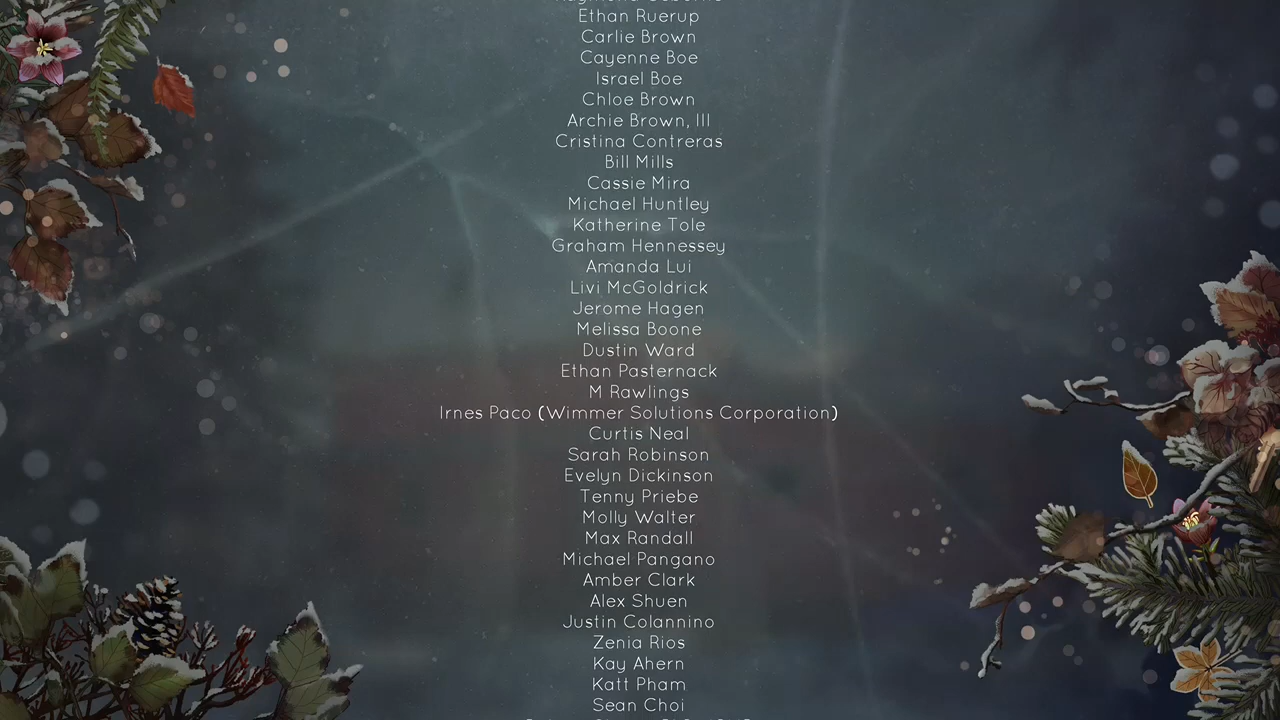 Ethan Ruerup
Carlie Brown
Cayenne Boe
Israel Boe
Chloe Brown
Archie Brown, III
Cristina Contreras
Bill Mills
Cassie Mira
Michael Huntley
Katherine Tole
Graham Hennessey
Amanda Lui
Livi McGoldrick
Jerome Hagen
Melissa Boone
Dustin Ward
Ethan Pasternack
M Rawlings
Irnes Paco (Wimmer Solutions Corporation)
Curtis Neal
Sarah Robinson
Evelyn Dickinson
Tenny Priebe
Molly Walter
Max Randall
Michael Pangano
Amber Clark
Alex Shuen
Justin Colannino
Zenia Rios
Kay Ahern
Katt Pham
Sean Choi